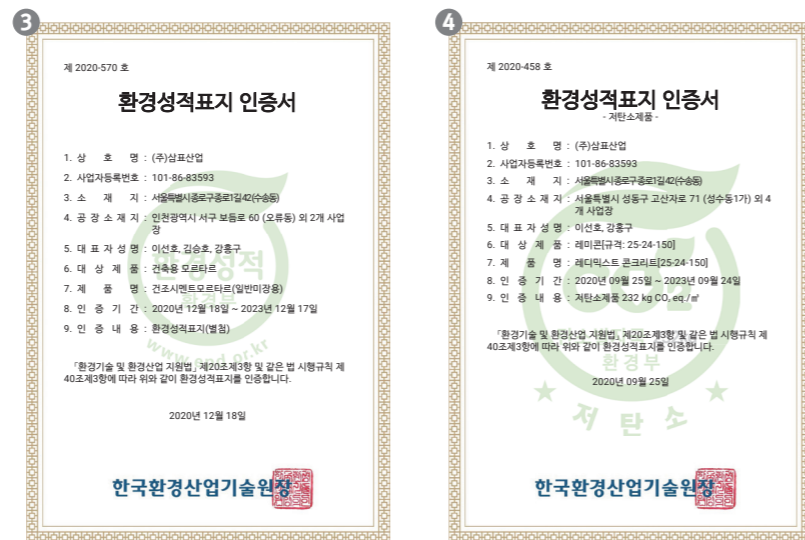 3
제 2020-570 호
환경성적표지 인증서
1. 상 호 명 : (주)삼표산업
2. 사업자등록번호 : 101-86-83593
3. 소 재 지 : 서울특별시종로구종로1길42(수송동)
4. 공 장 소 재 지 : 인천광역시 서구 보듬로 60 (오류동) 외 2개 사업
장
5. 대 표 자 성 명 : 이선호, 김승호, 강홍구
6. 대 상 제 품 : 건축용 모르타르
7. 제 품 명 : 건조시멘트모르타르(일반미장용)
8. 인 증 기 간 : 2020년 12월 18일 ~ 2023년 12월 17일
9. 인 증 내 용 : 환경성적표지(별첨)
환경성적
환경부
www.epd.or.kr
「환경기술 및 환경산업 지원법」 제20조제3항 및 같은 법 시행규칙 제
40조제3항에 따라 위와 같이 환경성적표지를 인증합니다.
2020년 12월 18일
한국환경산업기술원장
4
제 2020-458 호
환경성적표지 인증서
- 저탄소제품 -
1. 상 호 명 : (주)삼표산업
2. 사업자등록번호 : 101-86-83593
3. 소 재 지 : 서울특별시종로구종로1길42(수송동)
4. 공 장 소 재 지 : 서울특별시 성동구 고산자로 71 (성수동1가) 외 4
개 사업장
5. 대 표 자 성 명 : 이선호, 강홍구
6. 대 상 제 품 : 레미콘[규격: 25-24-150]
7. 제 품 명 : 레디믹스트 콘크리트[25-24-150]
8. 인 증 기 간 : 2020년 09월 25일 ~ 2023년 09월 24일
9. 인 증 내 용 : 저탄소제품 232 kg CO₂ eq./㎥
CO2
「환경기술 및 환경산업 지원법」 제20조제3항 및 같은 법 시행규칙 제
40조제3항에 따라 위와 같이 환경성적표지를 인증합니다.
환경부
2020년 09월 25일
저탄소
한국환경산업기술원장